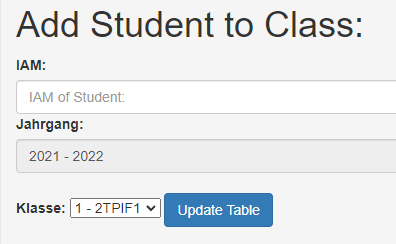 Add Student to Class:
IAM:
IAM of Student:
Jahrgang:
2021 - 2022
Klasse: 1 - 2TPIF1 Update Table